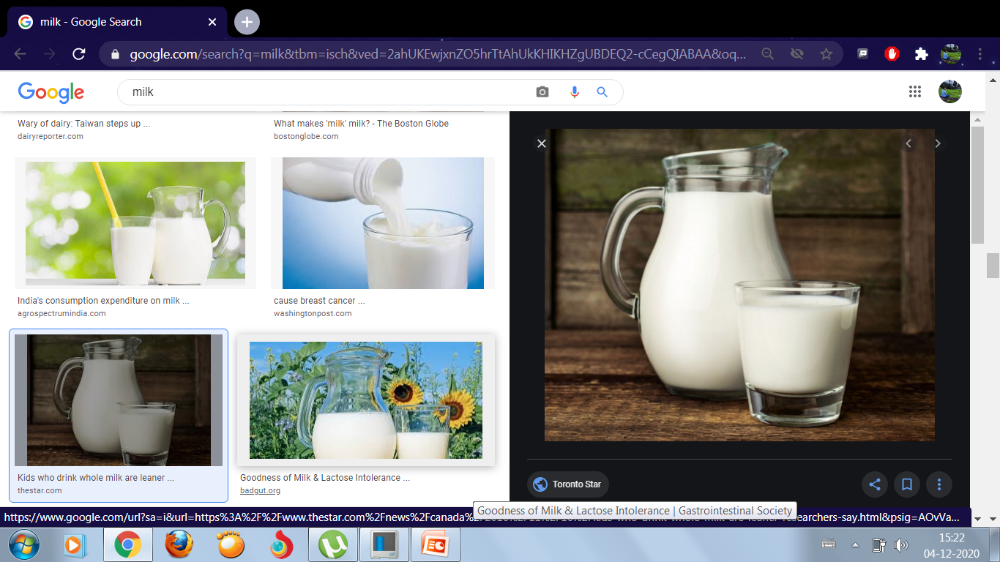 milk - Google Search
google.com/search?q=milk&tbm=isch&ved=2ahUKEwjxnZO5hrTtAhUkKHIKHZgUBDEQ2-cCegQIABAA&oq...
Google
milk
Wary of dairy: Taiwan steps up ...
dairyreporter.com
What makes 'milk' milk? - The Boston Globe
bostonglobe.com
India's consumption expenditure on milk ...
agrospectrumindia.com
cause breast cancer ...
washingtonpost.com
Kids who drink whole milk are leaner ...
thestar.com
Goodness of Milk & Lactose Intolerance ...
badgut.org
Toronto Star
Goodness of Milk & Lactose Intolerance | Gastrointestinal Society
https://www.google.com/url?sa=i&url=https%3A%2F%2Fwww.thestar.com%2Fnews%2Fcanada%
researchers-say.html&psig=AOvVa...
15:22
04-12-2020